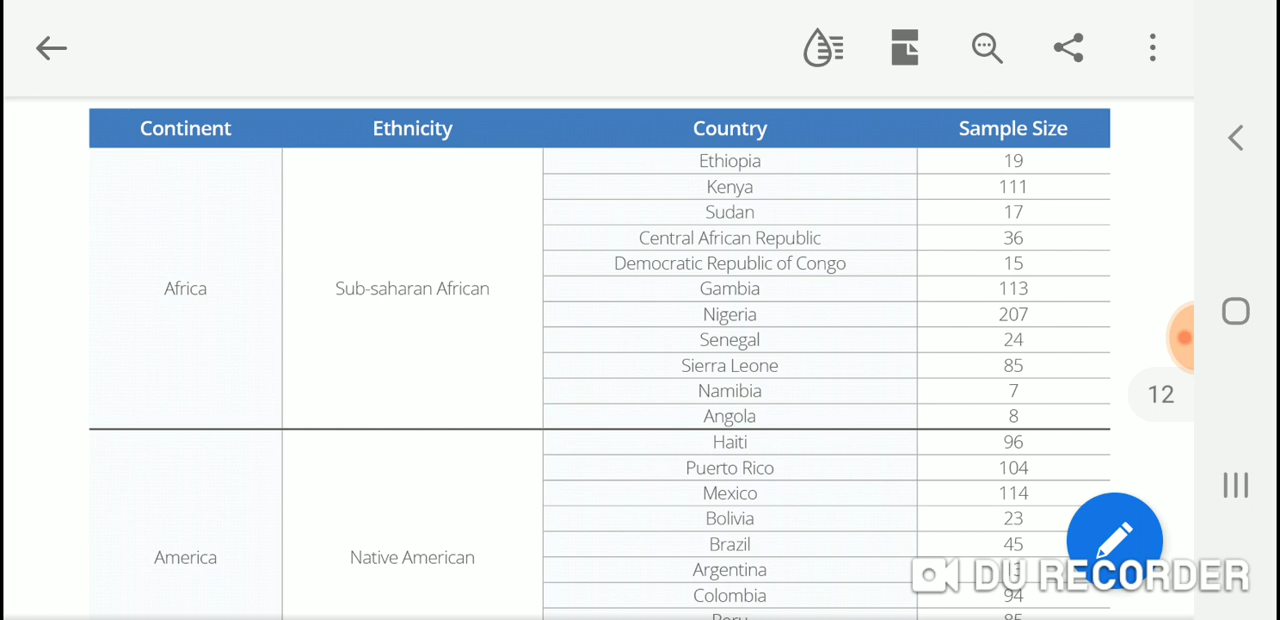 Continent Ethnicity Country Sample Size
Ethiopia 19
Kenya 111
Sudan 17
Central African Republic 36
Democratic Republic of Congo 15
Africa Sub-saharan African Gambia 113
Nigeria 207
Senegal 24
Sierra Leone 85
Namibia 7
12
Angola 8
Haiti 96
Puerto Rico 104
Mexico 114
Bolivia 23
Brazil 45
America Native American
Argentina
DU RECORDER
Colombia 94
Peru 85